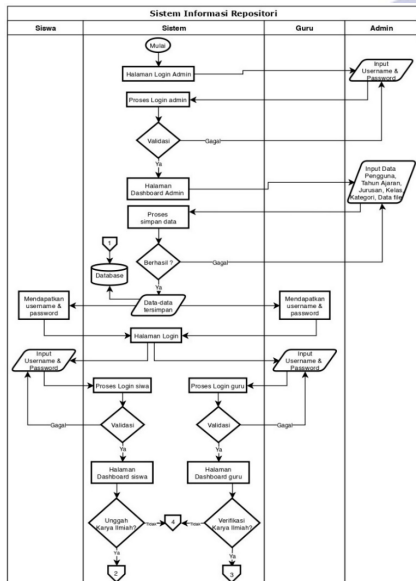 Sistem Informasi Repositori
Siswa
Sistem
Guru
Admin
Mulai
Halaman Login Admin
Input
Username &
Password
Proses Login admin
Validasi
Gagal
Ya
Halaman
Dashboard Admin
Input Data
Pengguna,
Tahun Ajaran,
Jurusan, Kelas
Kategori, Data file
Proses
simpan data
1
Berhasil ?
Gagal
Database
Ya
Data-data
tersimpan
Mendapatkan
username &
password
Mendapatkan
username &
password
Halaman Login
Input
Username &
Password
Input
Username &
Password
Proses Login siwa
Proses Login guru
Gagal
Validasi
Validasi
Gagal
Ya
Ya
Halaman
Dashboard siswa
Halaman
Dashboard guru
Unggah
Karya Ilmiah?
4
Verifikasi
Karya Ilmiah?
Ya
Ya
2
3